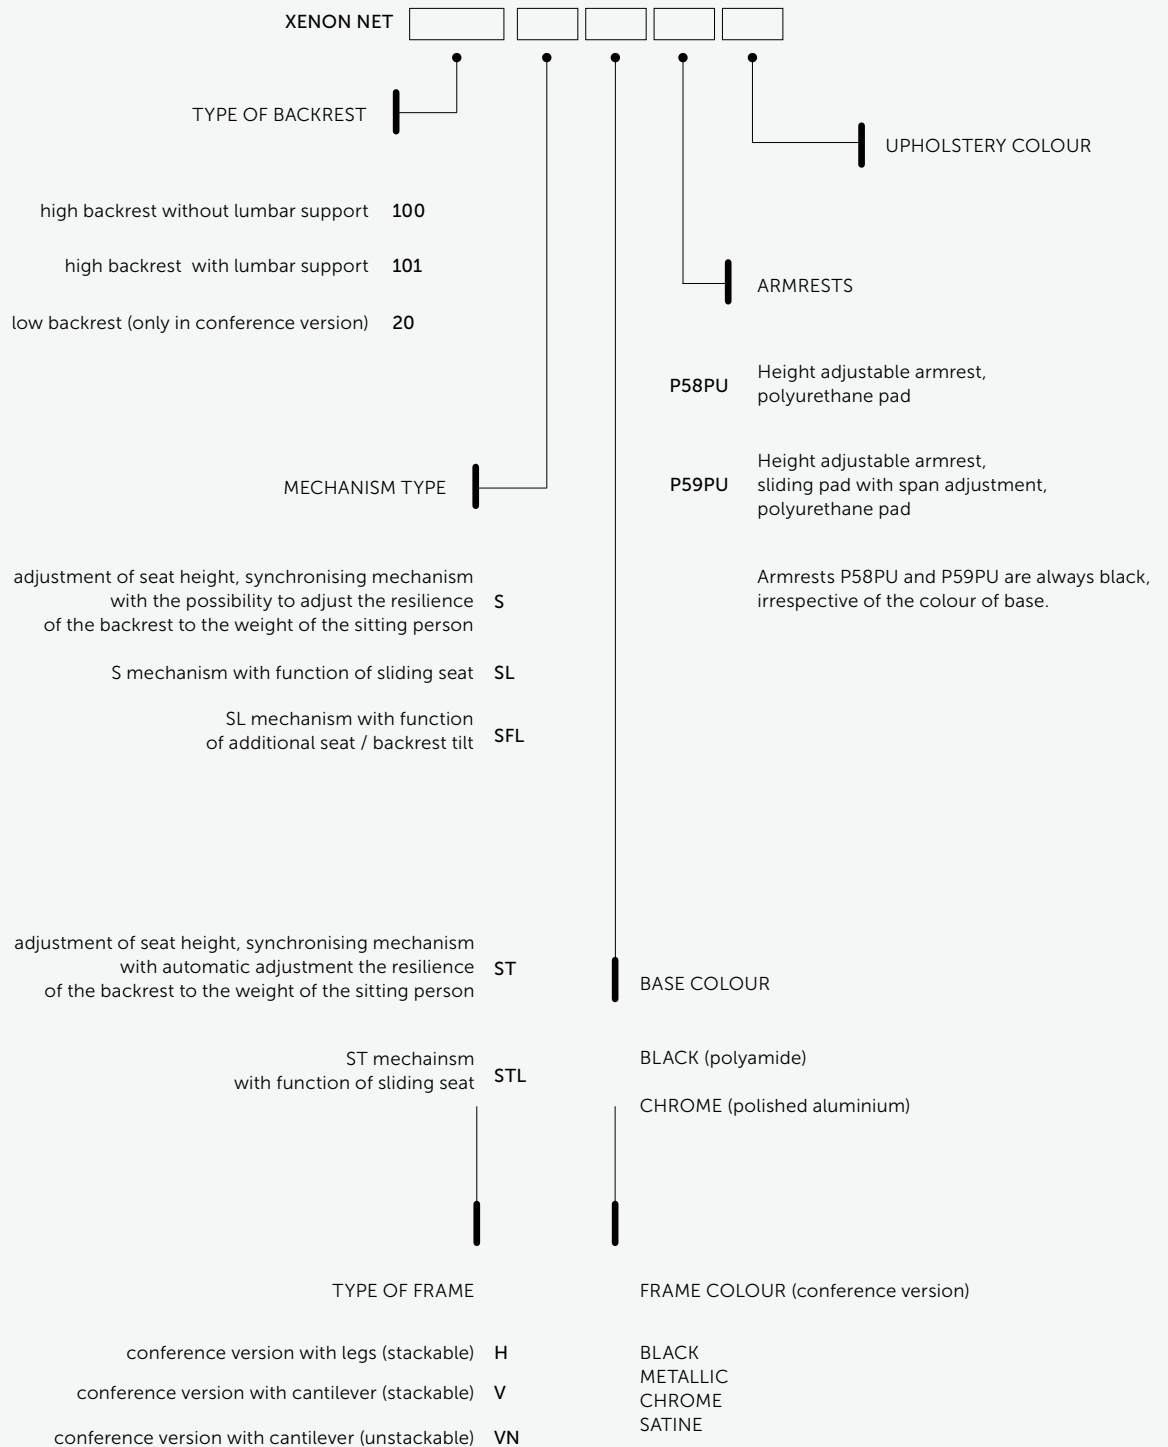 XENON NET
TYPE OF BACKREST
high backrest without lumbar support 100
high backrest with lumbar support 101
low backrest (only in conference version) 20
UPHOLSTERY COLOUR
ARMRESTS
P58PU Height adjustable armrest,
polyurethane pad
Height adjustable armrest,
P59PU sliding pad with span adjustment,
polyurethane pad
Armrests P58PU and P59PU are always black,
irrespective of the colour of base.
MECHANISM TYPE
adjustment of seat height, synchronising mechanism
with the possibility to adjust the resilience S
of the backrest to the weight of the sitting person
S mechanism with function of sliding seat SL
SL mechanism with function
of additional seat / backrest tilt SFL
adjustment of seat height, synchronising mechanism
with automatic adjustment the resilience ST
of the backrest to the weight of the sitting person
ST mechainsm
with function of sliding seat STL
BASE COLOUR
BLACK (polyamide)
CHROME (polished aluminium)
TYPE OF FRAME
conference version with legs (stackable) H
conference version with cantilever (stackable) V
conference version with cantilever (unstackable) VN
FRAME COLOUR (conference version)
BLACK
METALLIC
CHROME
SATINE